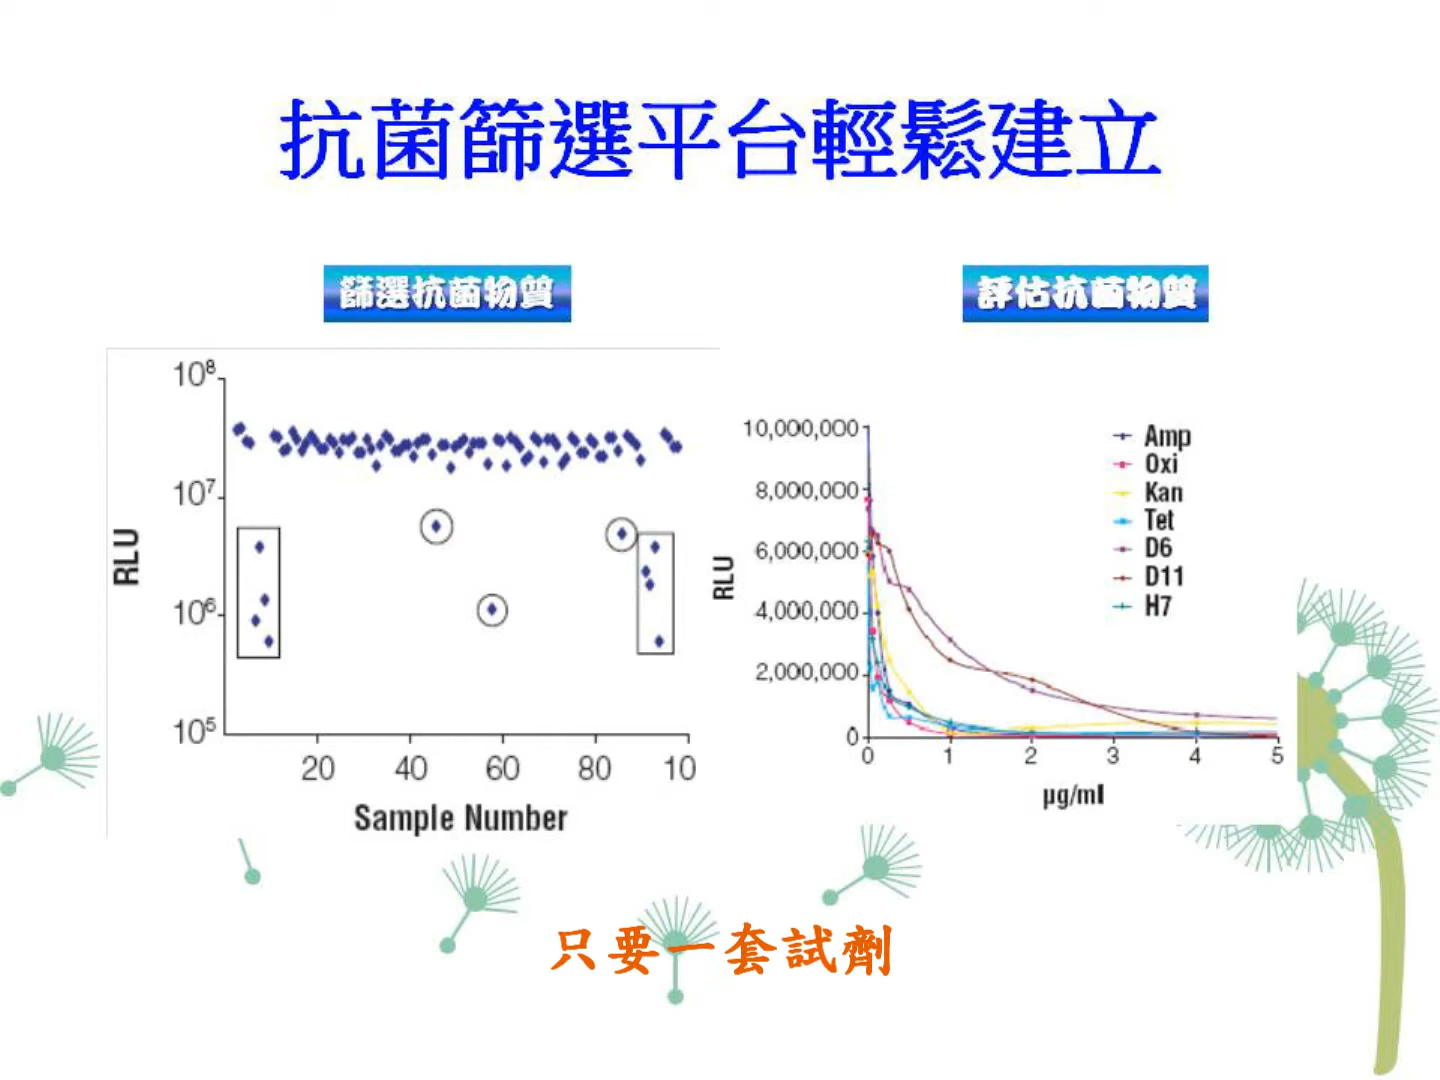 抗菌篩選平台輕鬆建立
篩選抗菌物質
評估抗菌物質
10⁸
10⁷
10⁶
10⁵
RLU
20 40 60 80 10
Sample Number
10,000,000
8,000,000
6,000,000
4,000,000
2,000,000
0
RLU
0 1 2 3 4 5
µg/ml
Amp
Oxi
Kan
Tet
D6
D11
H7
只要一套試劑